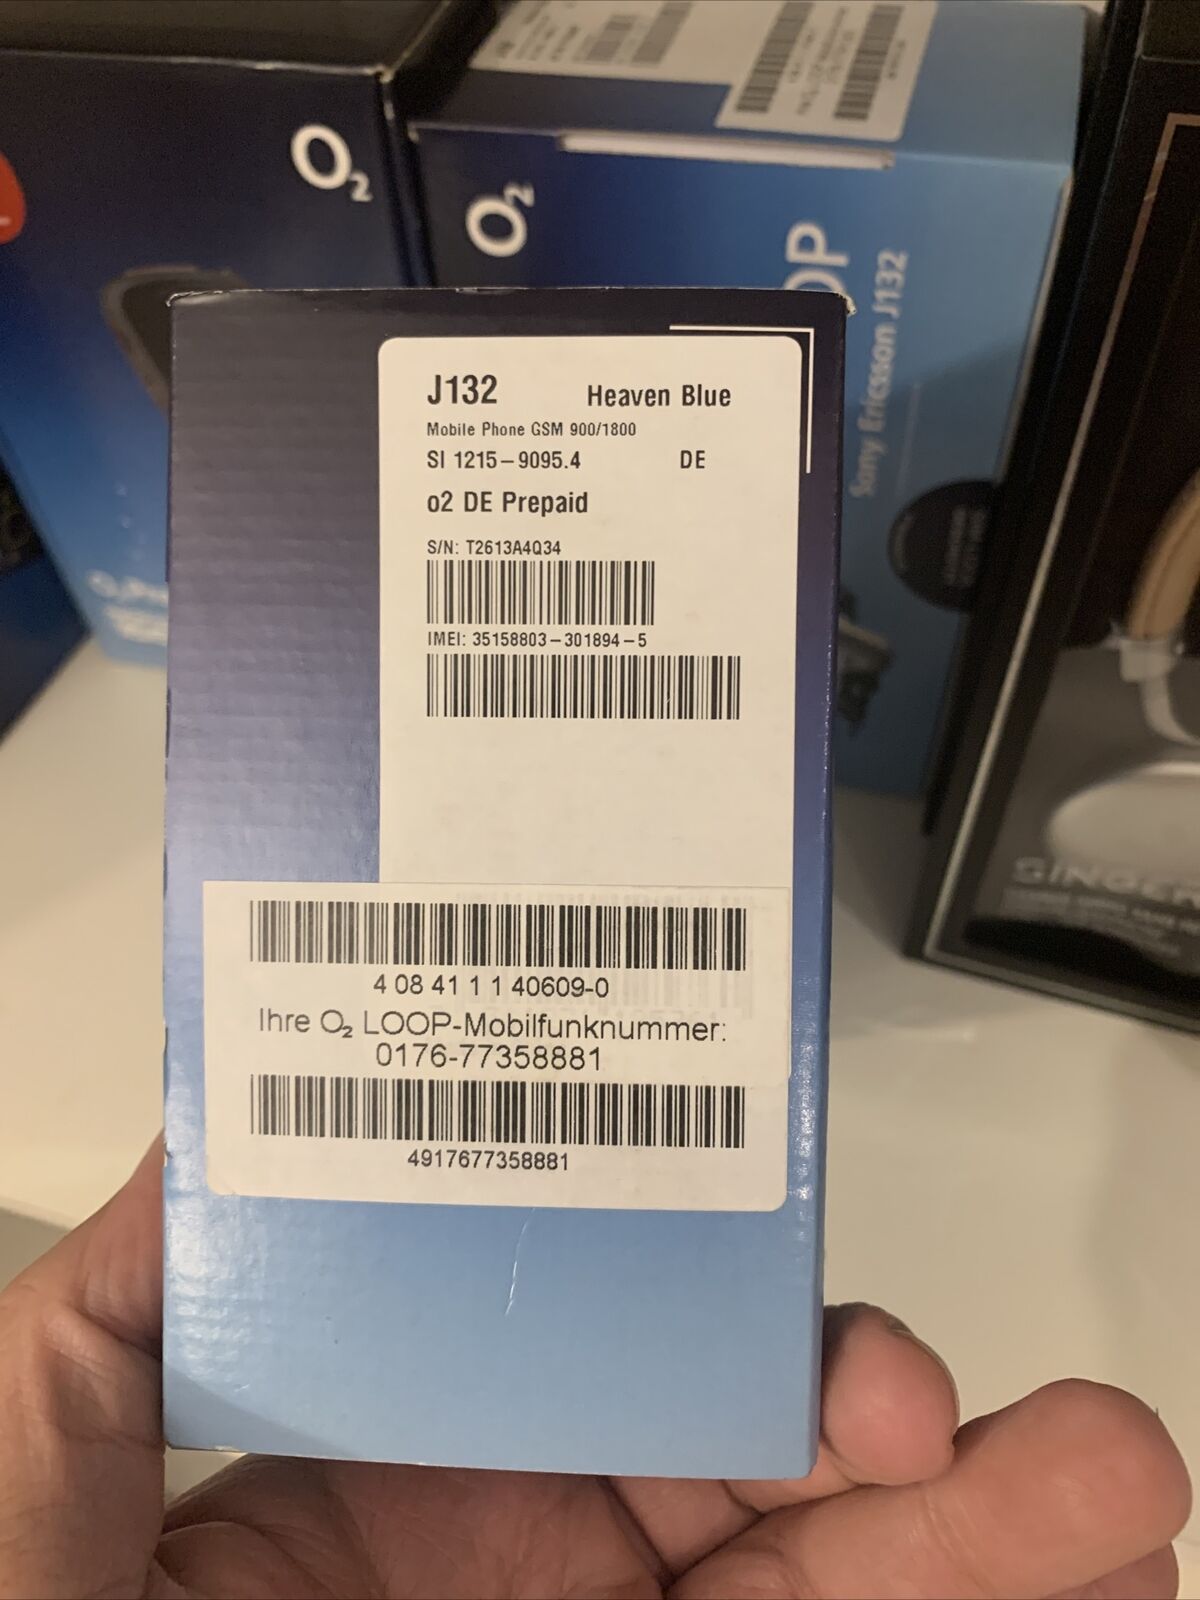 O2
O2
OP
Sony Ericsson J132
J132 Heaven Blue
Mobile Phone GSM 900/1800
SI 1215-9095.4 DE
o2 DE Prepaid
S/N: T2613A4Q34
IMEI: 35158803-301894-5
4 08 41 1 1 40609-0
Ihre O2 LOOP-Mobilfunknummer:
0176-77358881
4917677358881
GINGER